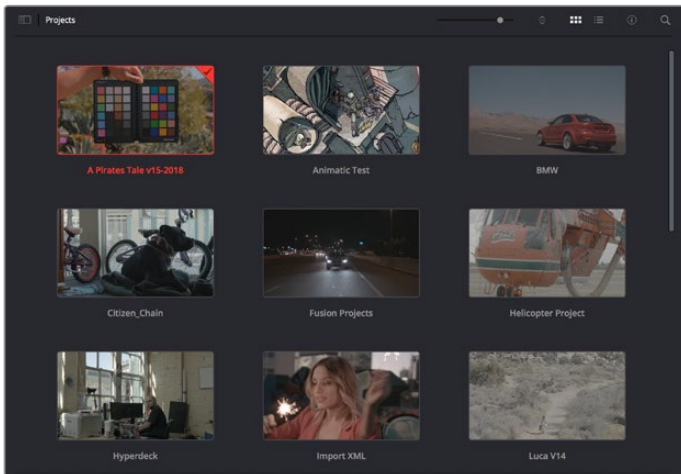 Projects
A Pirates Tale v15-2018
Animatic Test
BMW
Citizen_Chain
Fusion Projects
Helicopter Project
Hyperdeck
Import XML
Luca V14